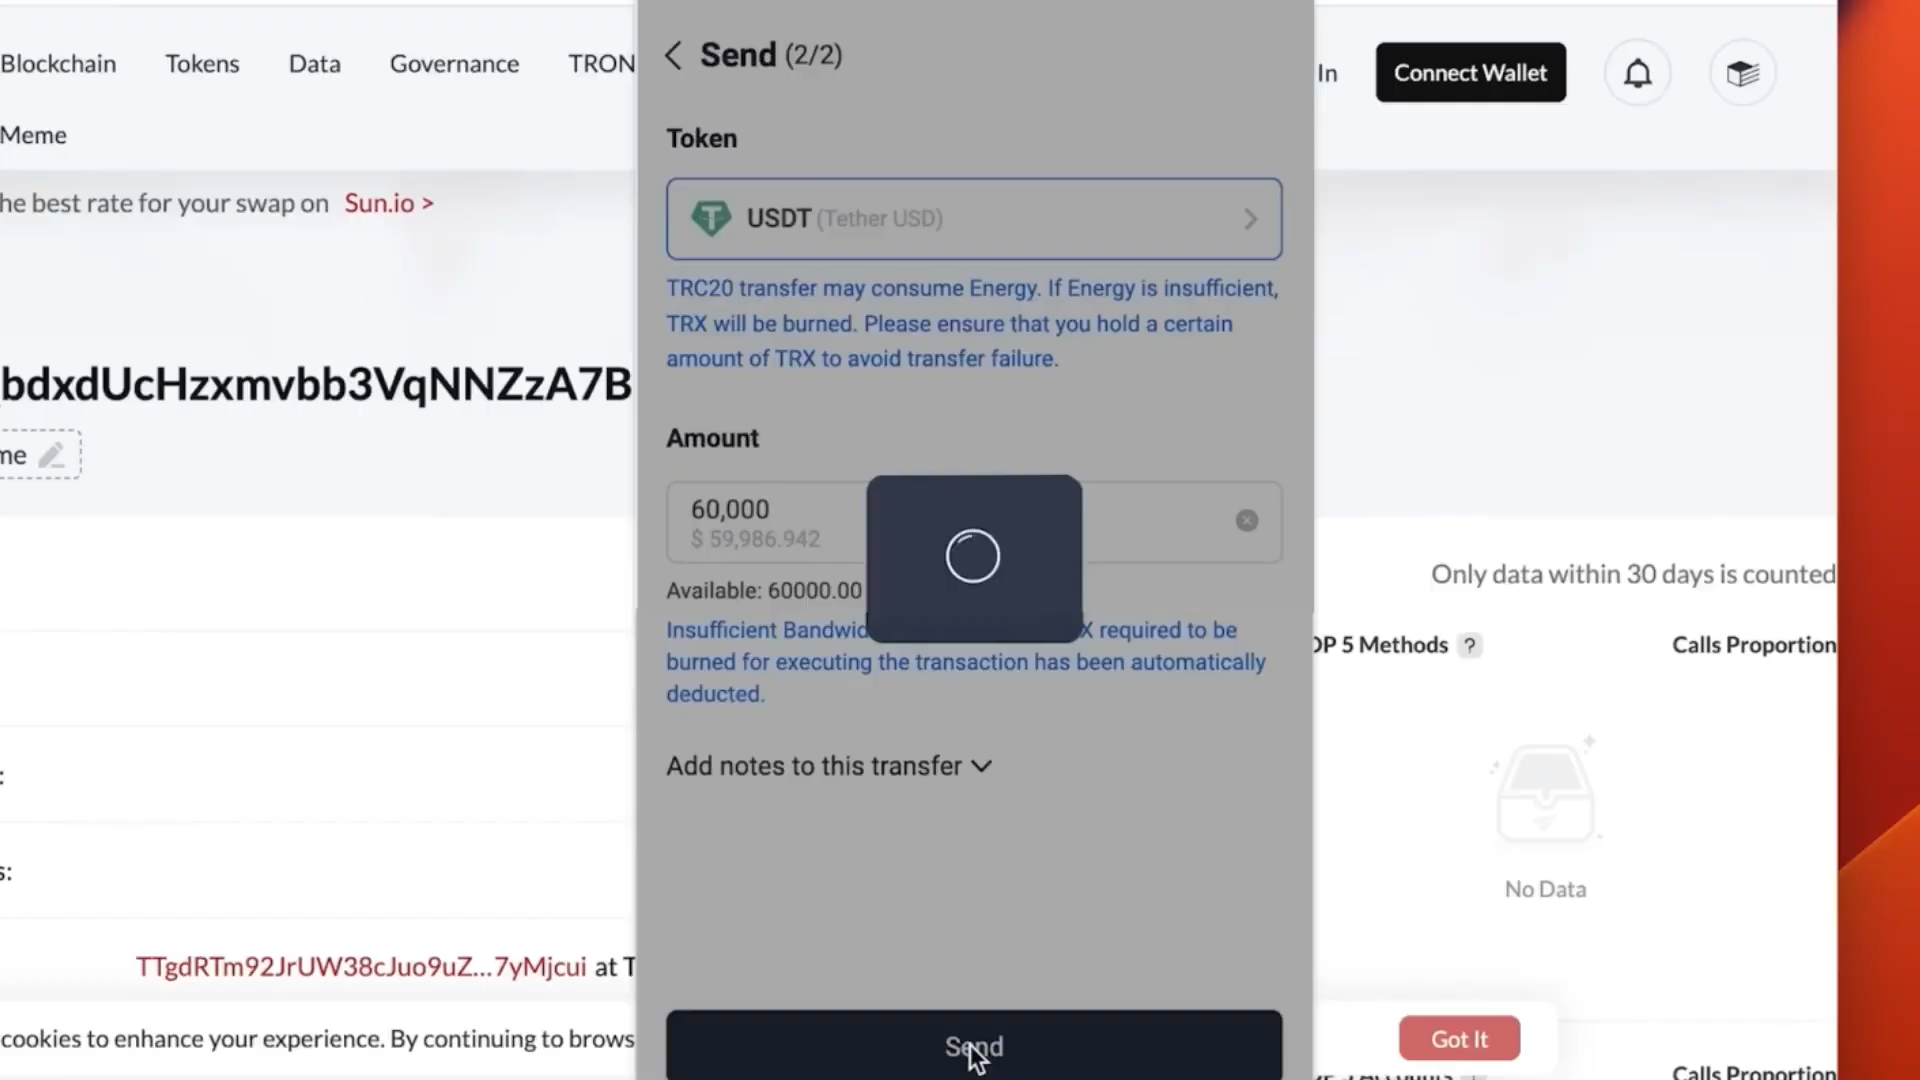 Blockchain Tokens Data Governance TRON
In Connect Wallet
Meme
he best rate for your swap on Sun.io >
bdxdUcHzxmvbb3VqNNZzA7B
me
:
s:
TTgdRTm92JrUW38cJuo9uZ...7yMjcui at T
cookies to enhance your experience. By continuing to brows
Send (2/2)
Token
USDT (Tether USD)
TRC20 transfer may consume Energy. If Energy is insufficient,
TRX will be burned. Please ensure that you hold a certain
amount of TRX to avoid transfer failure.
Amount
60,000
$ 59,986.942
Available: 60000.00
Insufficient Bandwid X required to be
burned for executing the transaction has been automatically
deducted.
Add notes to this transfer
Send
Only data within 30 days is counted
OP 5 Methods ? Calls Proportion
No Data
Got It
Calls Proportion